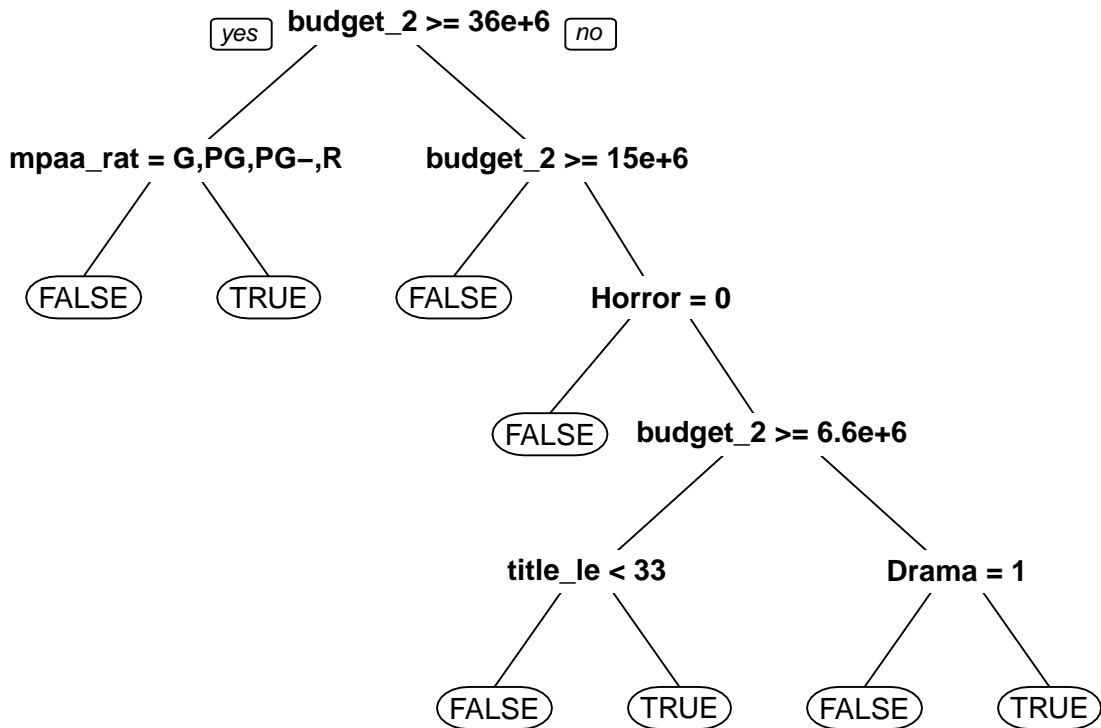 yes budget_2 >= 36e+6 no
mpaa_rat = G,PG,PG−,R budget_2 >= 15e+6
FALSE TRUE FALSE Horror = 0
FALSE budget_2 >= 6.6e+6
title_le < 33 Drama = 1
FALSE TRUE FALSE TRUE